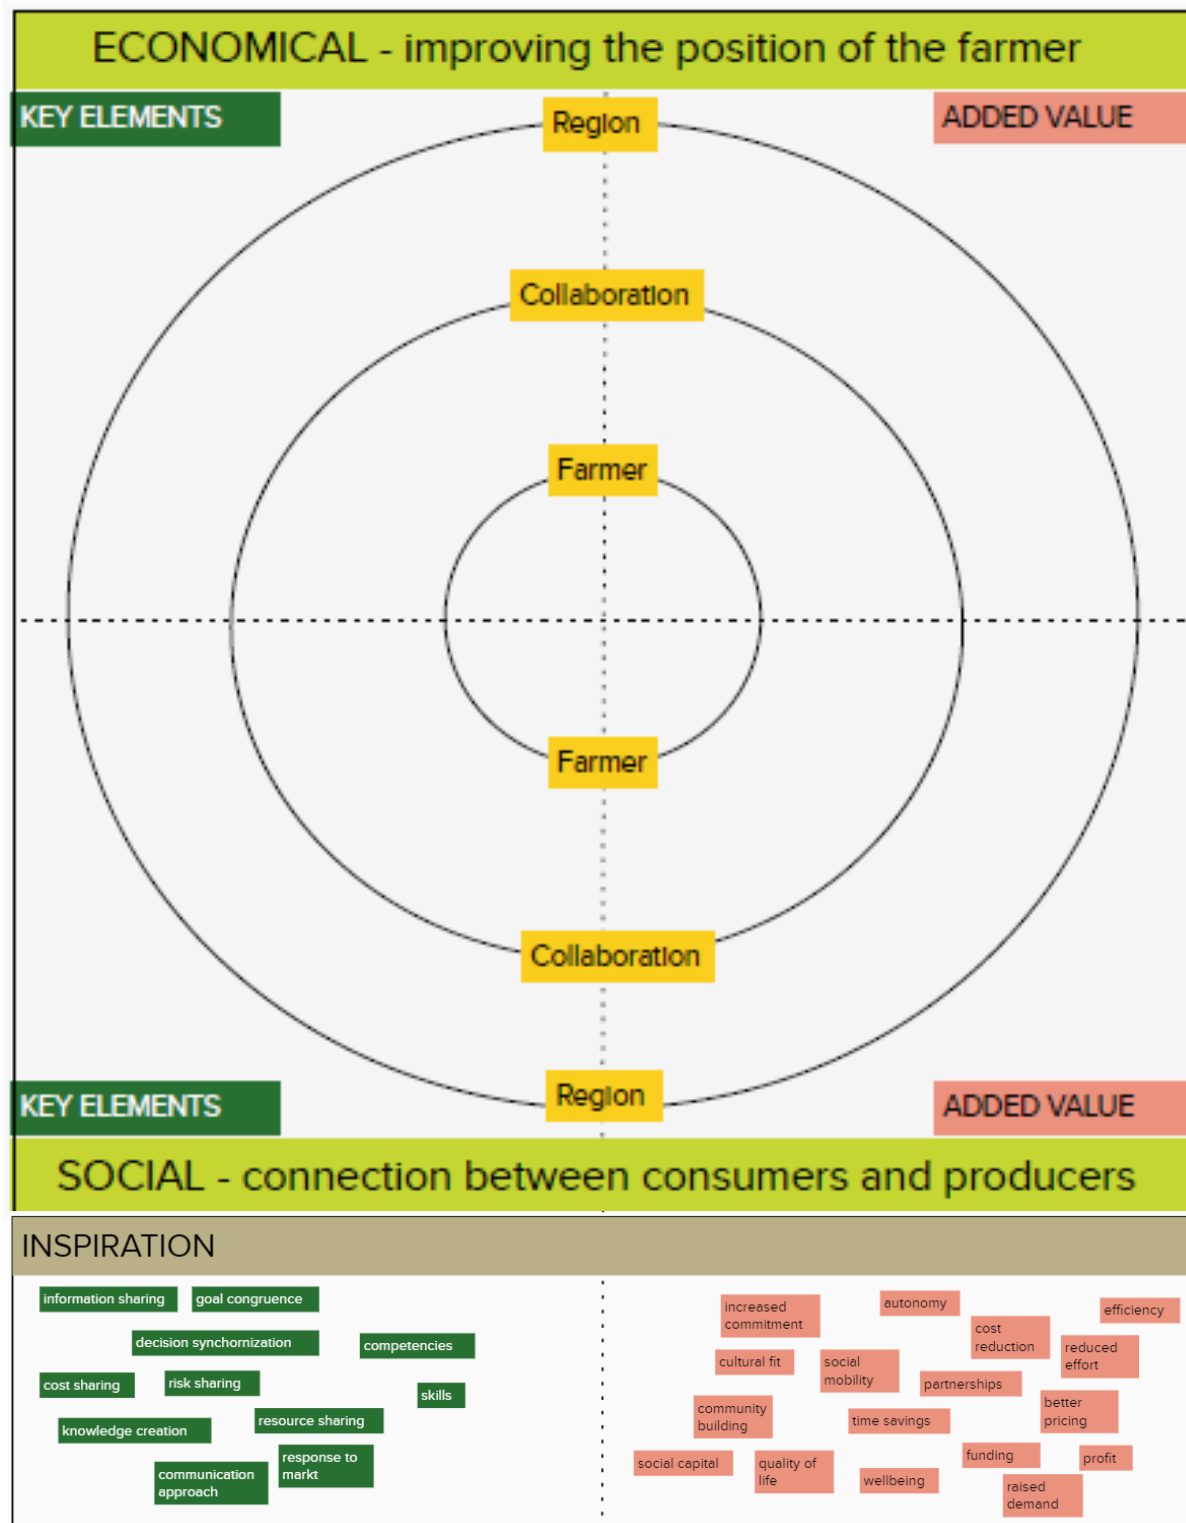 ECONOMICAL - improving the position of the farmer
KEY ELEMENTS
Region
ADDED VALUE
Collaboration
Farmer
Farmer
Collaboration
Region
KEY ELEMENTS
ADDED VALUE
SOCIAL - connection between consumers and producers
INSPIRATION
information sharing
goal congruence
decision synchornization
competencies
cost sharing
risk sharing
skills
knowledge creation
resource sharing
communication
approach
response to
markt
increased
commitment
autonomy
efficiency
cost
reduction
reduced
effort
cultural fit
social
mobility
partnerships
better
pricing
community
building
time savings
social capital
quality of
life
wellbeing
funding
profit
raised
demand